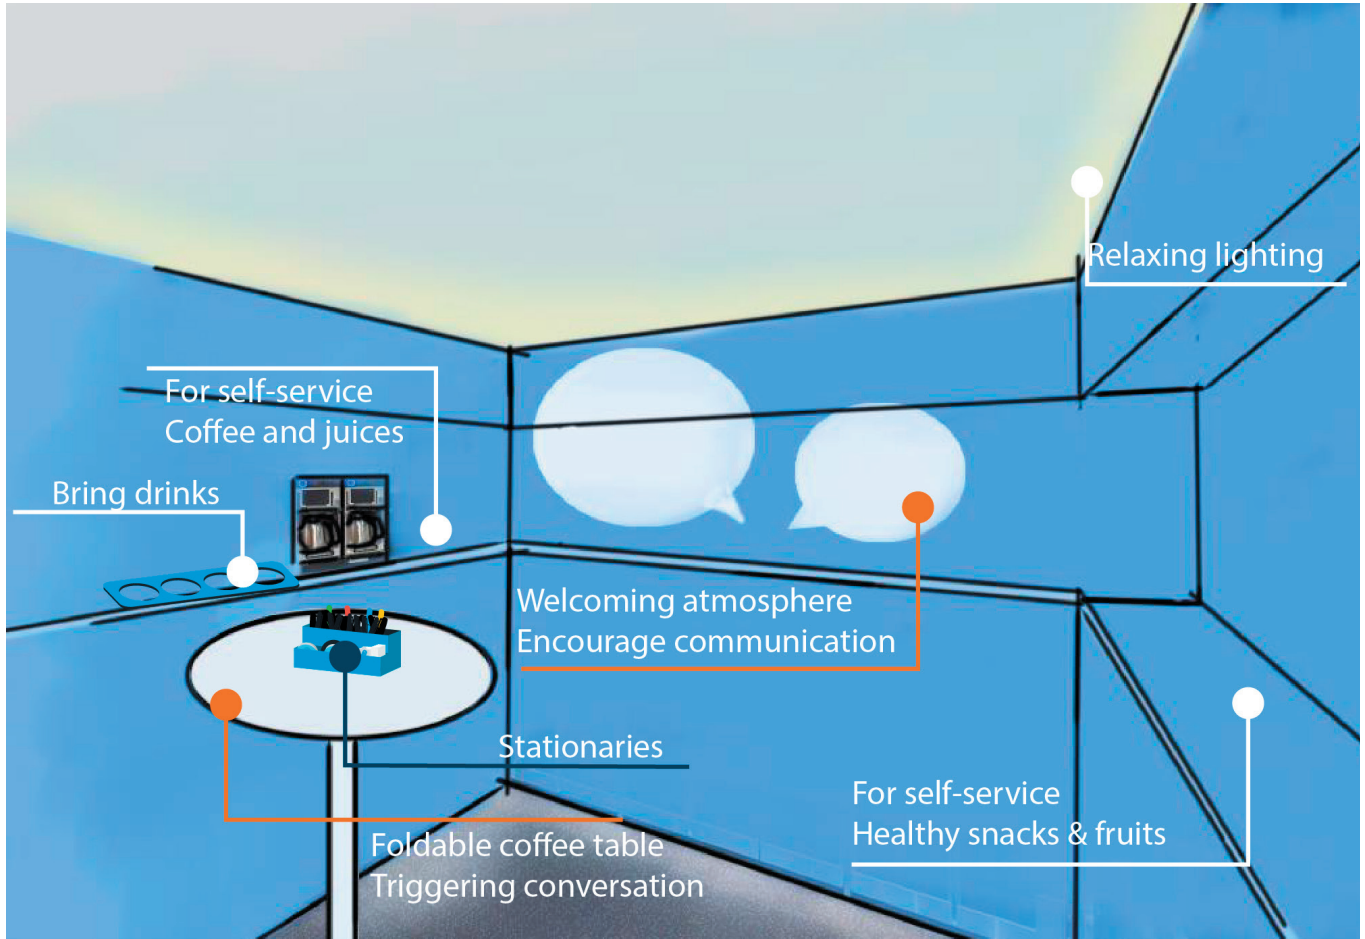 Relaxing lighting
For self-service
Coffee and juices
Bring drinks
Welcoming atmosphere
Encourage communication
Stationaries
For self-service
Healthy snacks & fruits
Foldable coffee table
Triggering conversation